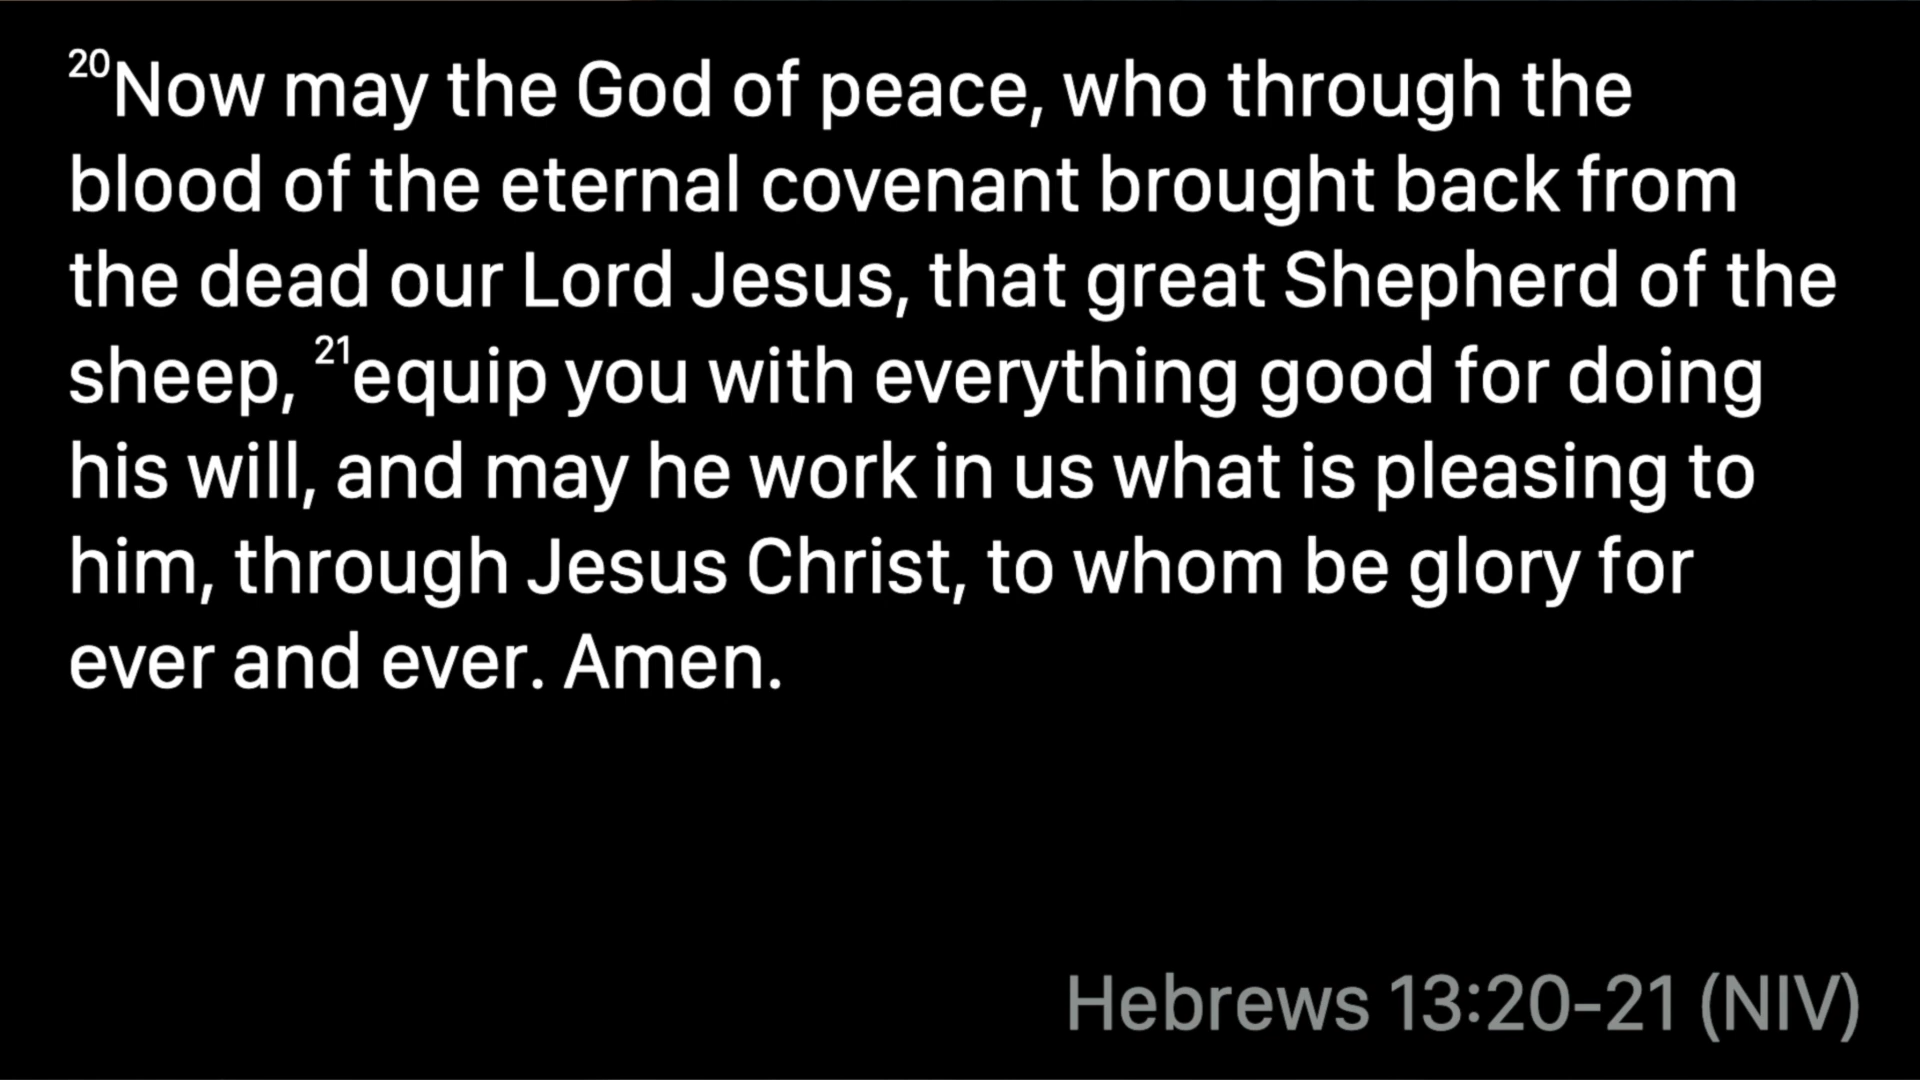 20Now may the God of peace, who through the
blood of the eternal covenant brought back from
the dead our Lord Jesus, that great Shepherd of the
sheep, 21equip you with everything good for doing
his will, and may he work in us what is pleasing to
him, through Jesus Christ, to whom be glory for
ever and ever. Amen.
Hebrews 13:20-21 (NIV)